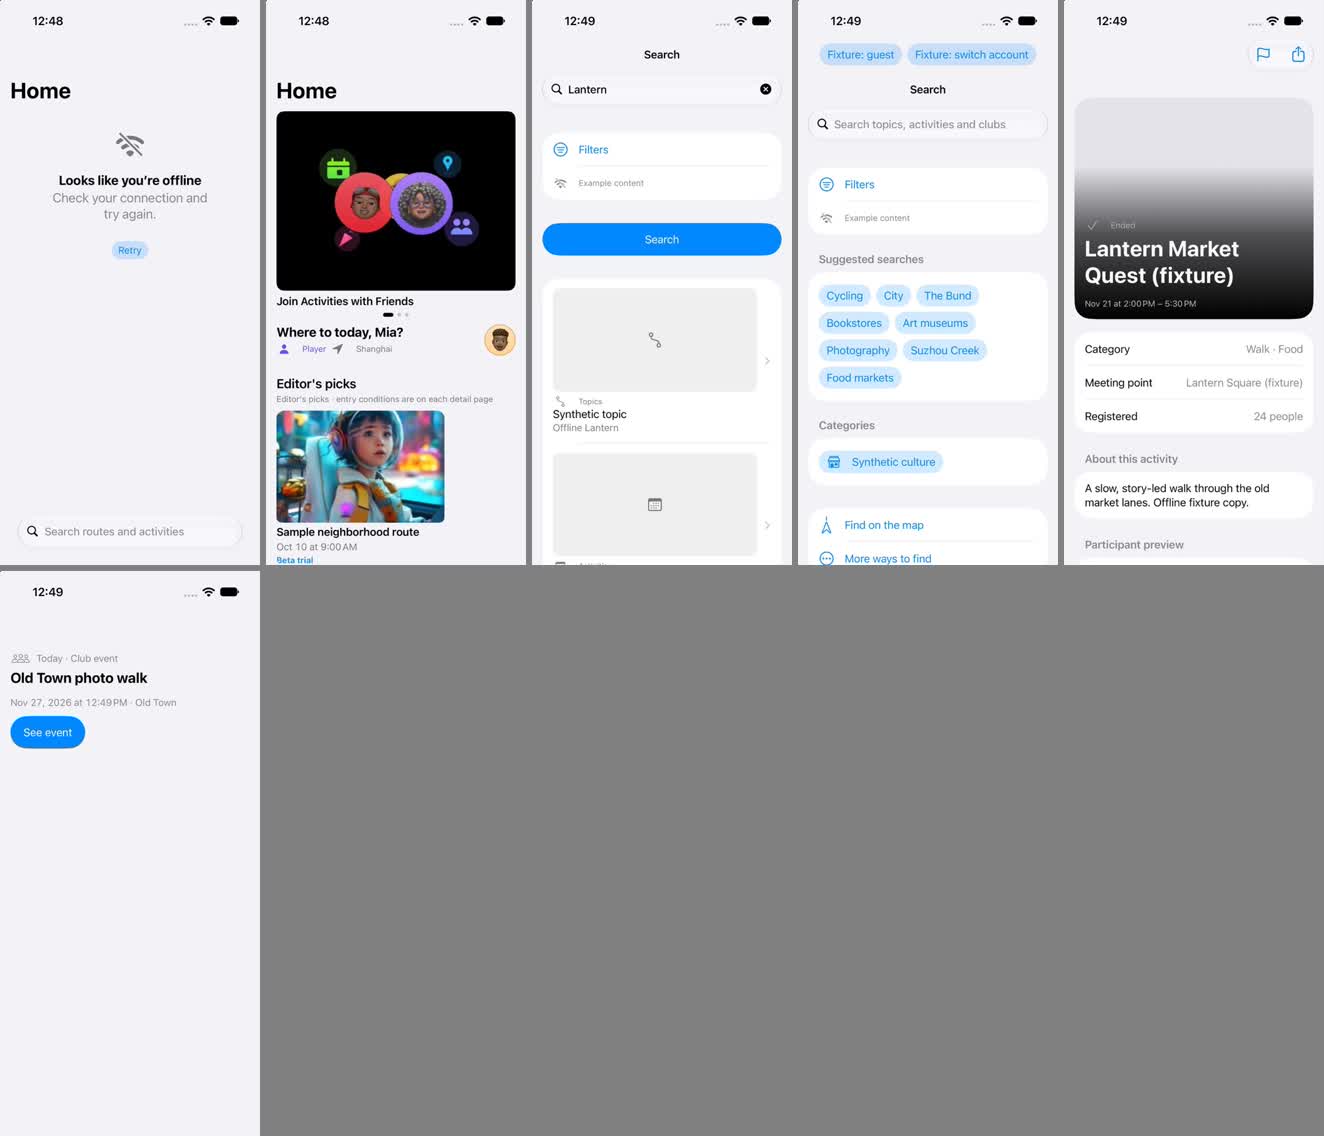 12:48
Home
Looks like you're offline
Check your connection and
try again.
Retry
Search routes and activities
12:48
Home
Join Activities with Friends
Where to today, Mia?
Player
Shanghai
Editor's picks
Editor's picks · entry conditions are on each detail page
Sample neighborhood route
Oct 10 at 9:00 AM
Beta trial
12:49
Search
Lantern
Filters
Example content
Search
Topics
Synthetic topic
Offline Lantern
12:49
Fixture: guest
Fixture: switch account
Search
Search topics, activities and clubs
Filters
Example content
Suggested searches
Cycling
City
The Bund
Bookstores
Art museums
Photography
Suzhou Creek
Food markets
Categories
Synthetic culture
Find on the map
More ways to find
12:49
Ended
Lantern Market
Quest (fixture)
Nov 21 at 2:00 PM – 5:30 PM
Category
Walk · Food
Meeting point
Lantern Square (fixture)
Registered
24 people
About this activity
A slow, story-led walk through the old
market lanes. Offline fixture copy.
Participant preview
12:49
Today · Club event
Old Town photo walk
Nov 27, 2026 at 12:49 PM · Old Town
See event